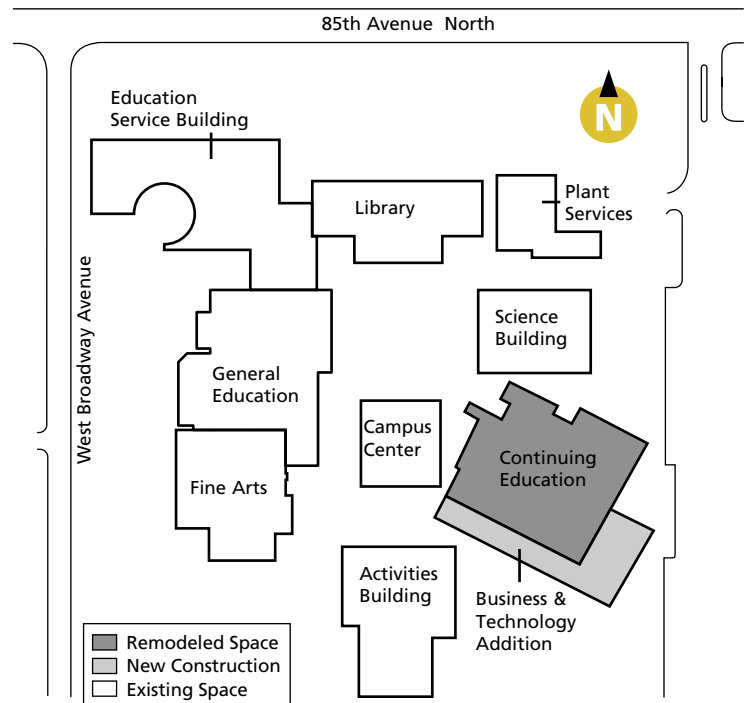 85th Avenue North
Education
Service Building
N
Library
Plant
Services
West Broadway Avenue
Science
Building
General
Education
Campus
Center
Continuing
Education
Fine Arts
Activities
Building
Business &
Technology
Addition
Remodeled Space
New Construction
Existing Space